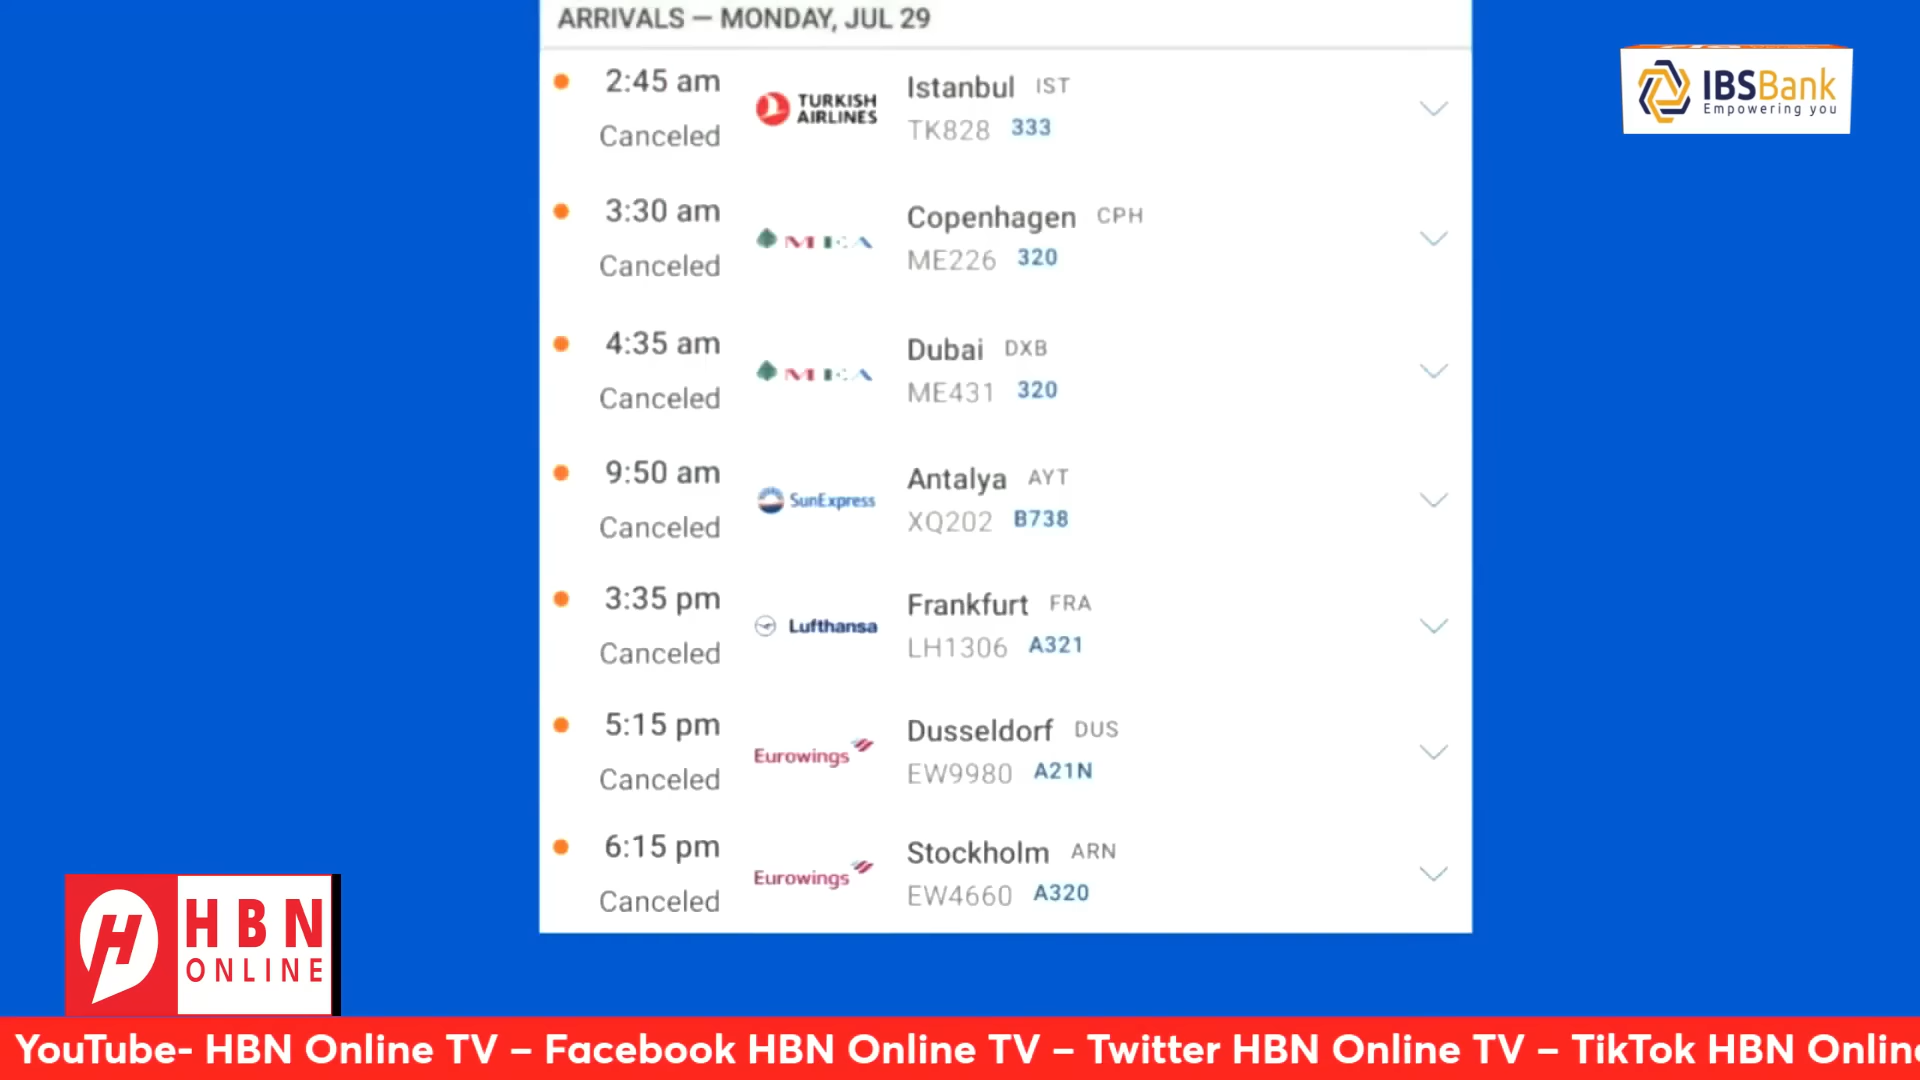 ARRIVALS — MONDAY, JUL 29
2:45 am
Canceled
TURKISH
AIRLINES
Istanbul IST
TK828 333
3:30 am
Canceled
MEA
Copenhagen CPH
ME226 320
4:35 am
Canceled
MEA
Dubai DXB
ME431 320
9:50 am
Canceled
SunExpress
Antalya AYT
XQ202 B738
3:35 pm
Canceled
Lufthansa
Frankfurt FRA
LH1306 A321
5:15 pm
Canceled
Eurowings
Dusseldorf DUS
EW9980 A21N
6:15 pm
Canceled
Eurowings
Stockholm ARN
EW4660 A320
IBSBank
Empowering you
H HBN
ONLINE
YouTube- HBN Online TV – Facebook HBN Online TV – Twitter HBN Online TV – TikTok HBN Online